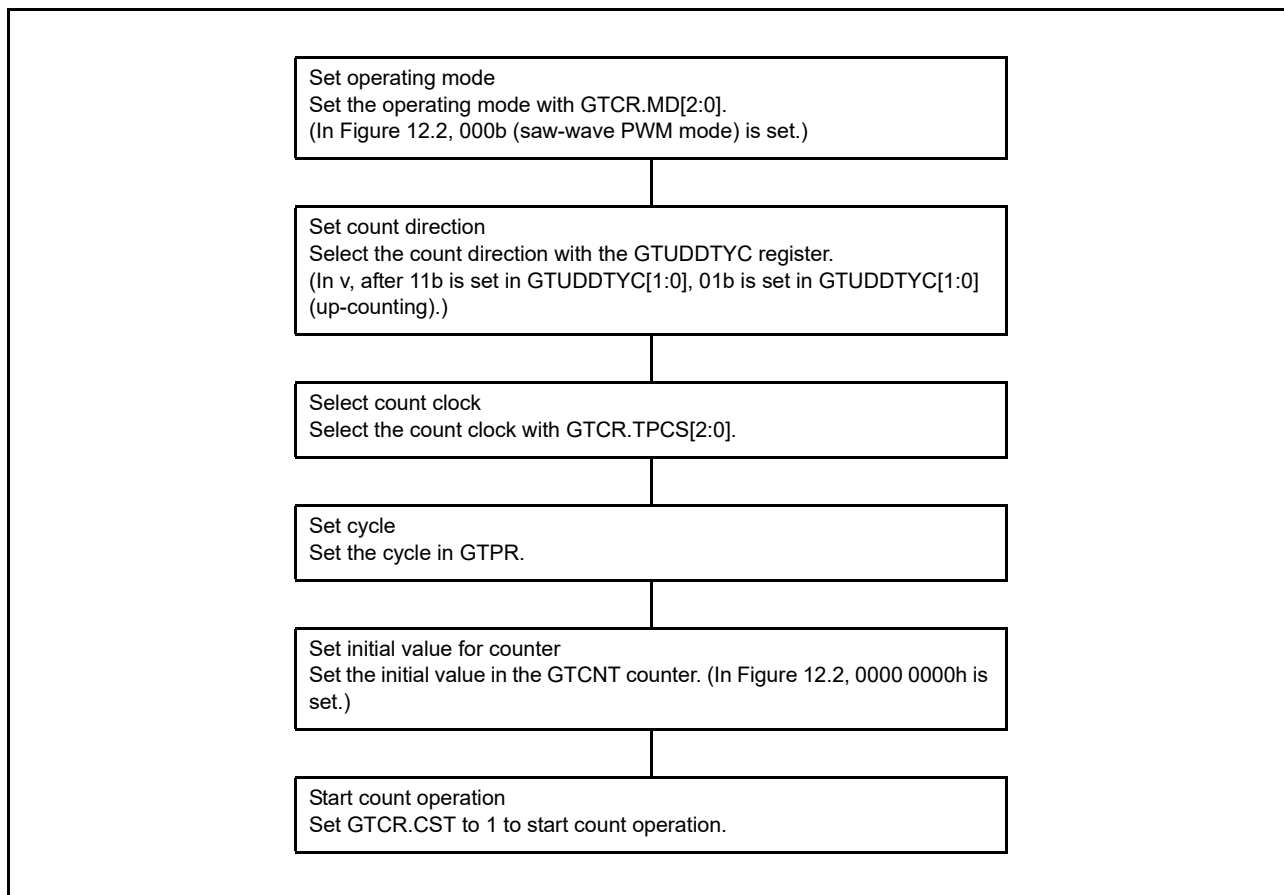 Set operating mode
Set the operating mode with GTCR.MD[2:0].
(In Figure 12.2, 000b (saw-wave PWM mode) is set.)
Set count direction
Select the count direction with the GTUDDTYC register.
(In v, after 11b is set in GTUDDTYC[1:0], 01b is set in GTUDDTYC[1:0]
(up-counting).)
Select count clock
Select the count clock with GTCR.TPCS[2:0].
Set cycle
Set the cycle in GTPR.
Set initial value for counter
Set the initial value in the GTCNT counter. (In Figure 12.2, 0000 0000h is
set.)
Start count operation
Set GTCR.CST to 1 to start count operation.